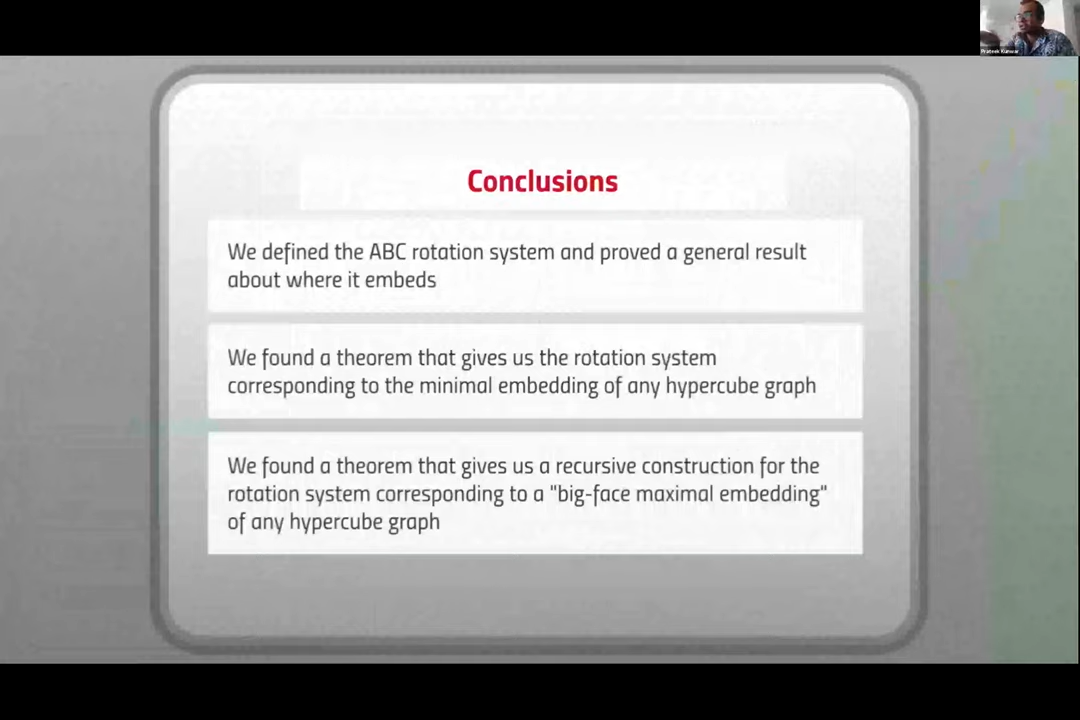 Prateek Kunwar
Conclusions
We defined the ABC rotation system and proved a general result
about where it embeds
We found a theorem that gives us the rotation system
corresponding to the minimal embedding of any hypercube graph
We found a theorem that gives us a recursive construction for the
rotation system corresponding to a "big-face maximal embedding"
of any hypercube graph